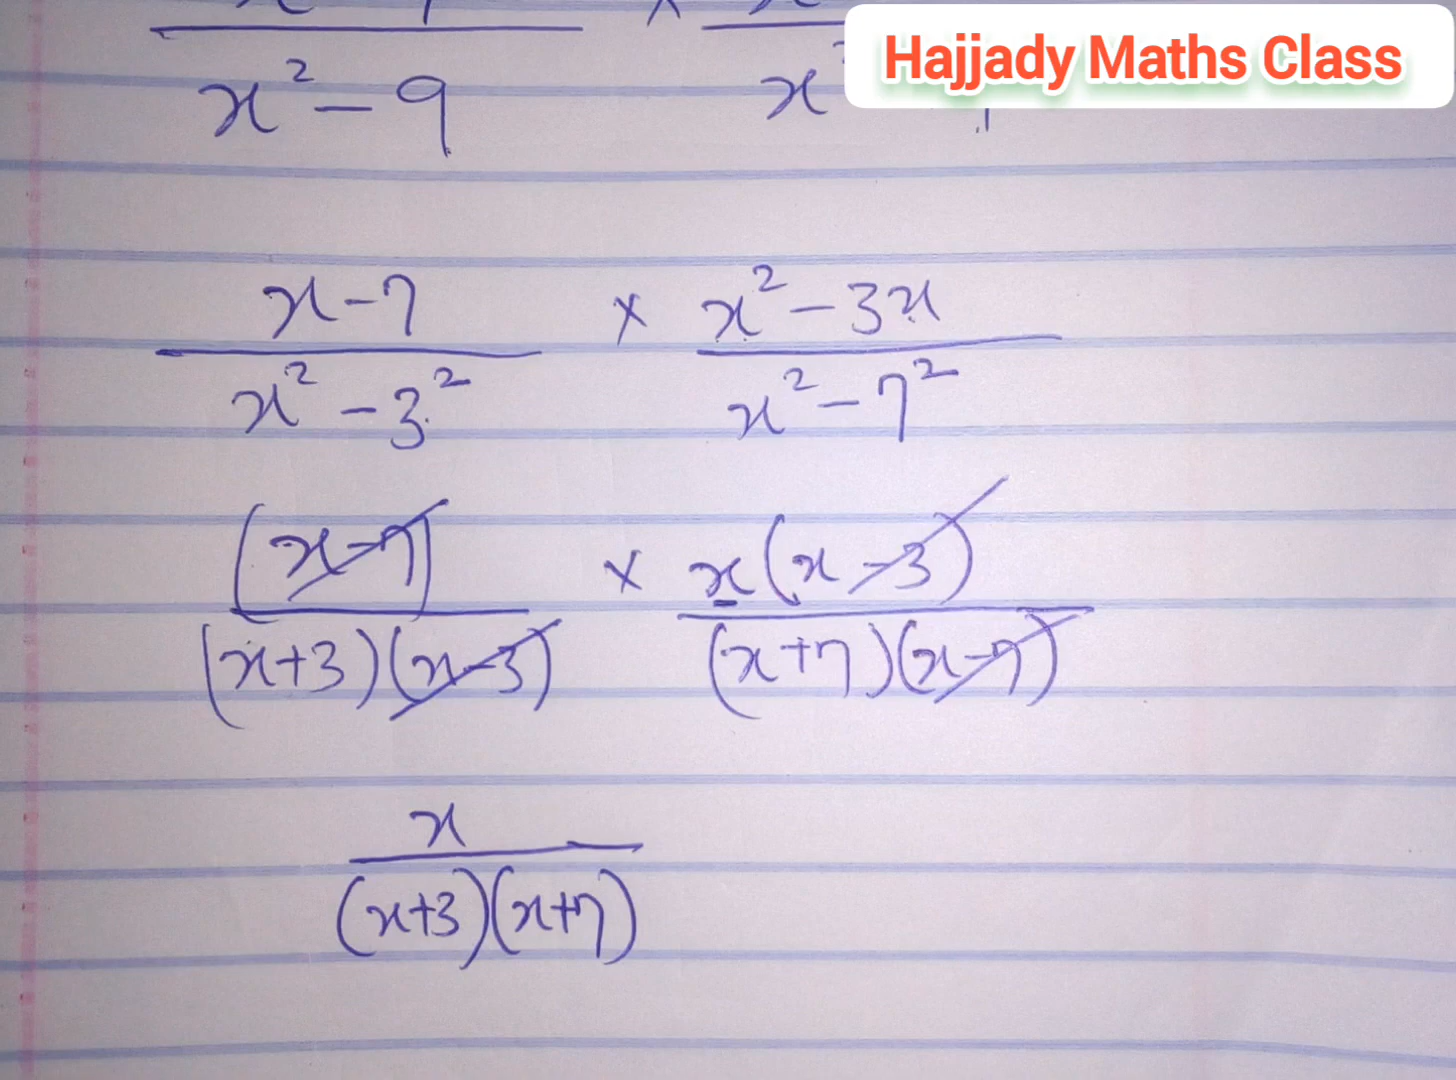 Hajjady Maths Class
x² - 9 x
x - 7 × x² - 3x
x² - 3² x² - 7²
(x - 7) × x(x - 3)
(x+3)(x-3) (x+7)(x-7)
x
(x+3)(x+7)